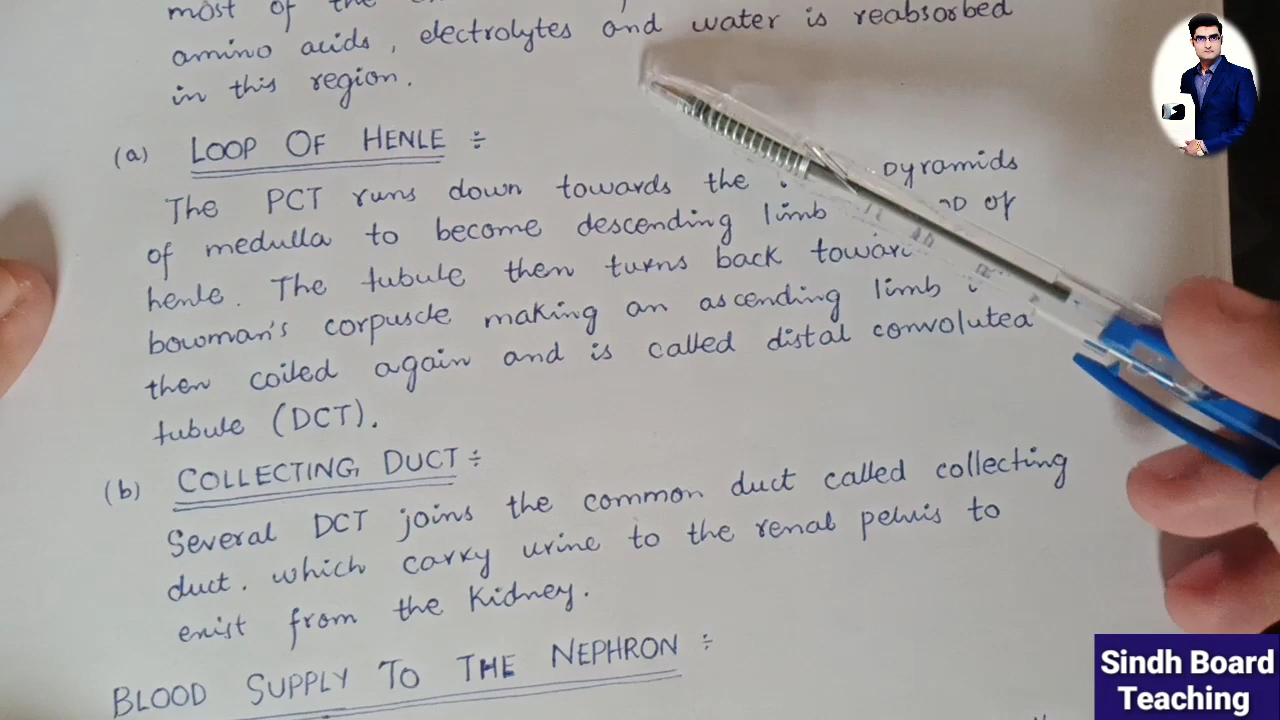 most of the
amino acids, electrolytes and water is reabsorbed
in this region.
(a) LOOP OF HENLE ÷
The PCT runs down towards the pyramids
of medulla to become descending limb of
henle. The tubule then turns back
bowman's corpuscle making an ascending limb
then coiled again and is called distal convoluted
tubule (DCT).
(b) COLLECTING DUCT ÷
Several DCT joins the common duct called collecting
duct. which carry urine to the renal pelvis to
exist from the Kidney.
BLOOD SUPPLY TO THE NEPHRON ÷
Sindh Board
Teaching